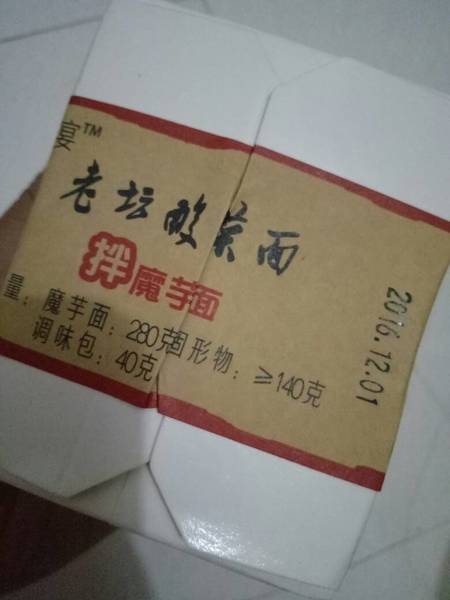 宴™
老坛酸菜面
拌魔芋面
量：魔芋面：280克固形物：≥140克
调味包：40克
2016.12.01